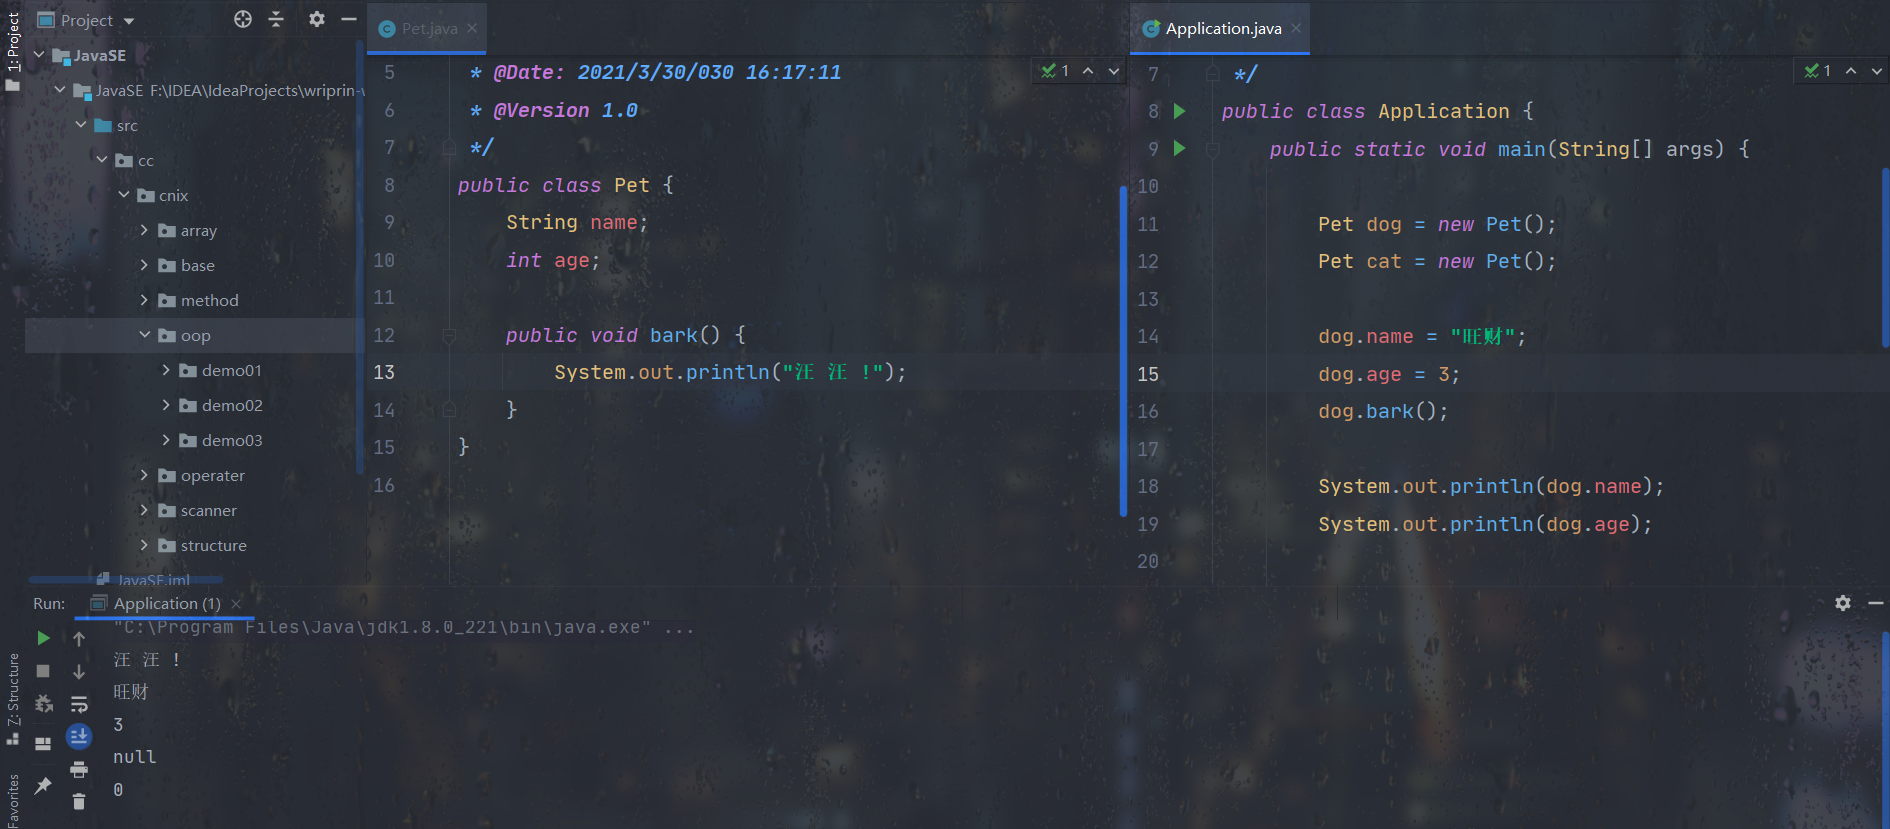 1: Project
Project
JavaSE
JavaSE F:\IDEA\IdeaProjects\wriprin-
src
cc
cnix
array
base
method
oop
demo01
demo02
demo03
operater
scanner
structure
JavaSE.iml
Pet.java
1
5 * @Date: 2021/3/30/030 16:17:11
6 * @Version 1.0
7 */
8 public class Pet {
9 String name;
10 int age;
11
12 public void bark() {
13 System.out.println("汪 汪 !");
14 }
15 }
16
Application.java
1
7 */
8 public class Application {
9 public static void main(String[] args) {
10
11 Pet dog = new Pet();
12 Pet cat = new Pet();
13
14 dog.name = "旺财";
15 dog.age = 3;
16 dog.bark();
17
18 System.out.println(dog.name);
19 System.out.println(dog.age);
20
Run: Application (1)
"C:\Program Files\Java\jdk1.8.0_221\bin\java.exe" ...
汪 汪 !
旺财
3
null
0
7: Structure
Favorites